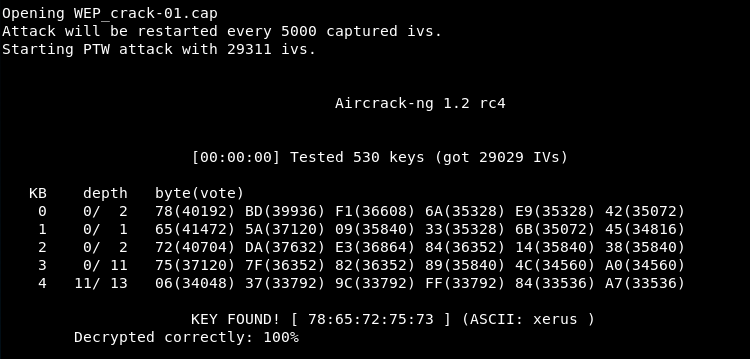 Opening WEP_crack-01.cap
Attack will be restarted every 5000 captured ivs.
Starting PTW attack with 29311 ivs.
Aircrack-ng 1.2 rc4
[00:00:00] Tested 530 keys (got 29029 IVs)
KB    depth   byte(vote)
0    0/  2   78(40192) BD(39936) F1(36608) 6A(35328) E9(35328) 42(35072)
1    0/  1   65(41472) 5A(37120) 09(35840) 33(35328) 6B(35072) 45(34816)
2    0/  2   72(40704) DA(37632) E3(36864) 84(36352) 14(35840) 38(35840)
3    0/ 11   75(37120) 7F(36352) 82(36352) 89(35840) 4C(34560) A0(34560)
4   11/ 13   06(34048) 37(33792) 9C(33792) FF(33792) 84(33536) A7(33536)
KEY FOUND! [ 78:65:72:75:73 ] (ASCII: xerus )
Decrypted correctly: 100%